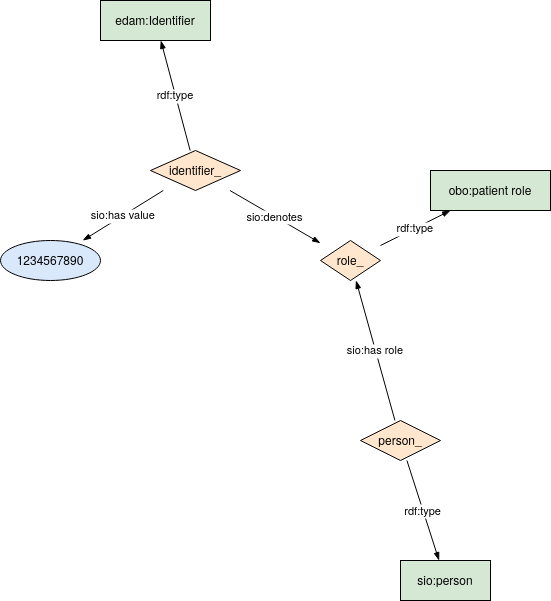 edam:Identifier
rdf:type
identifier_
obo:patient role
sio:has value
sio:denotes
rdf:type
1234567890
role_
sio:has role
person_
rdf:type
sio:person